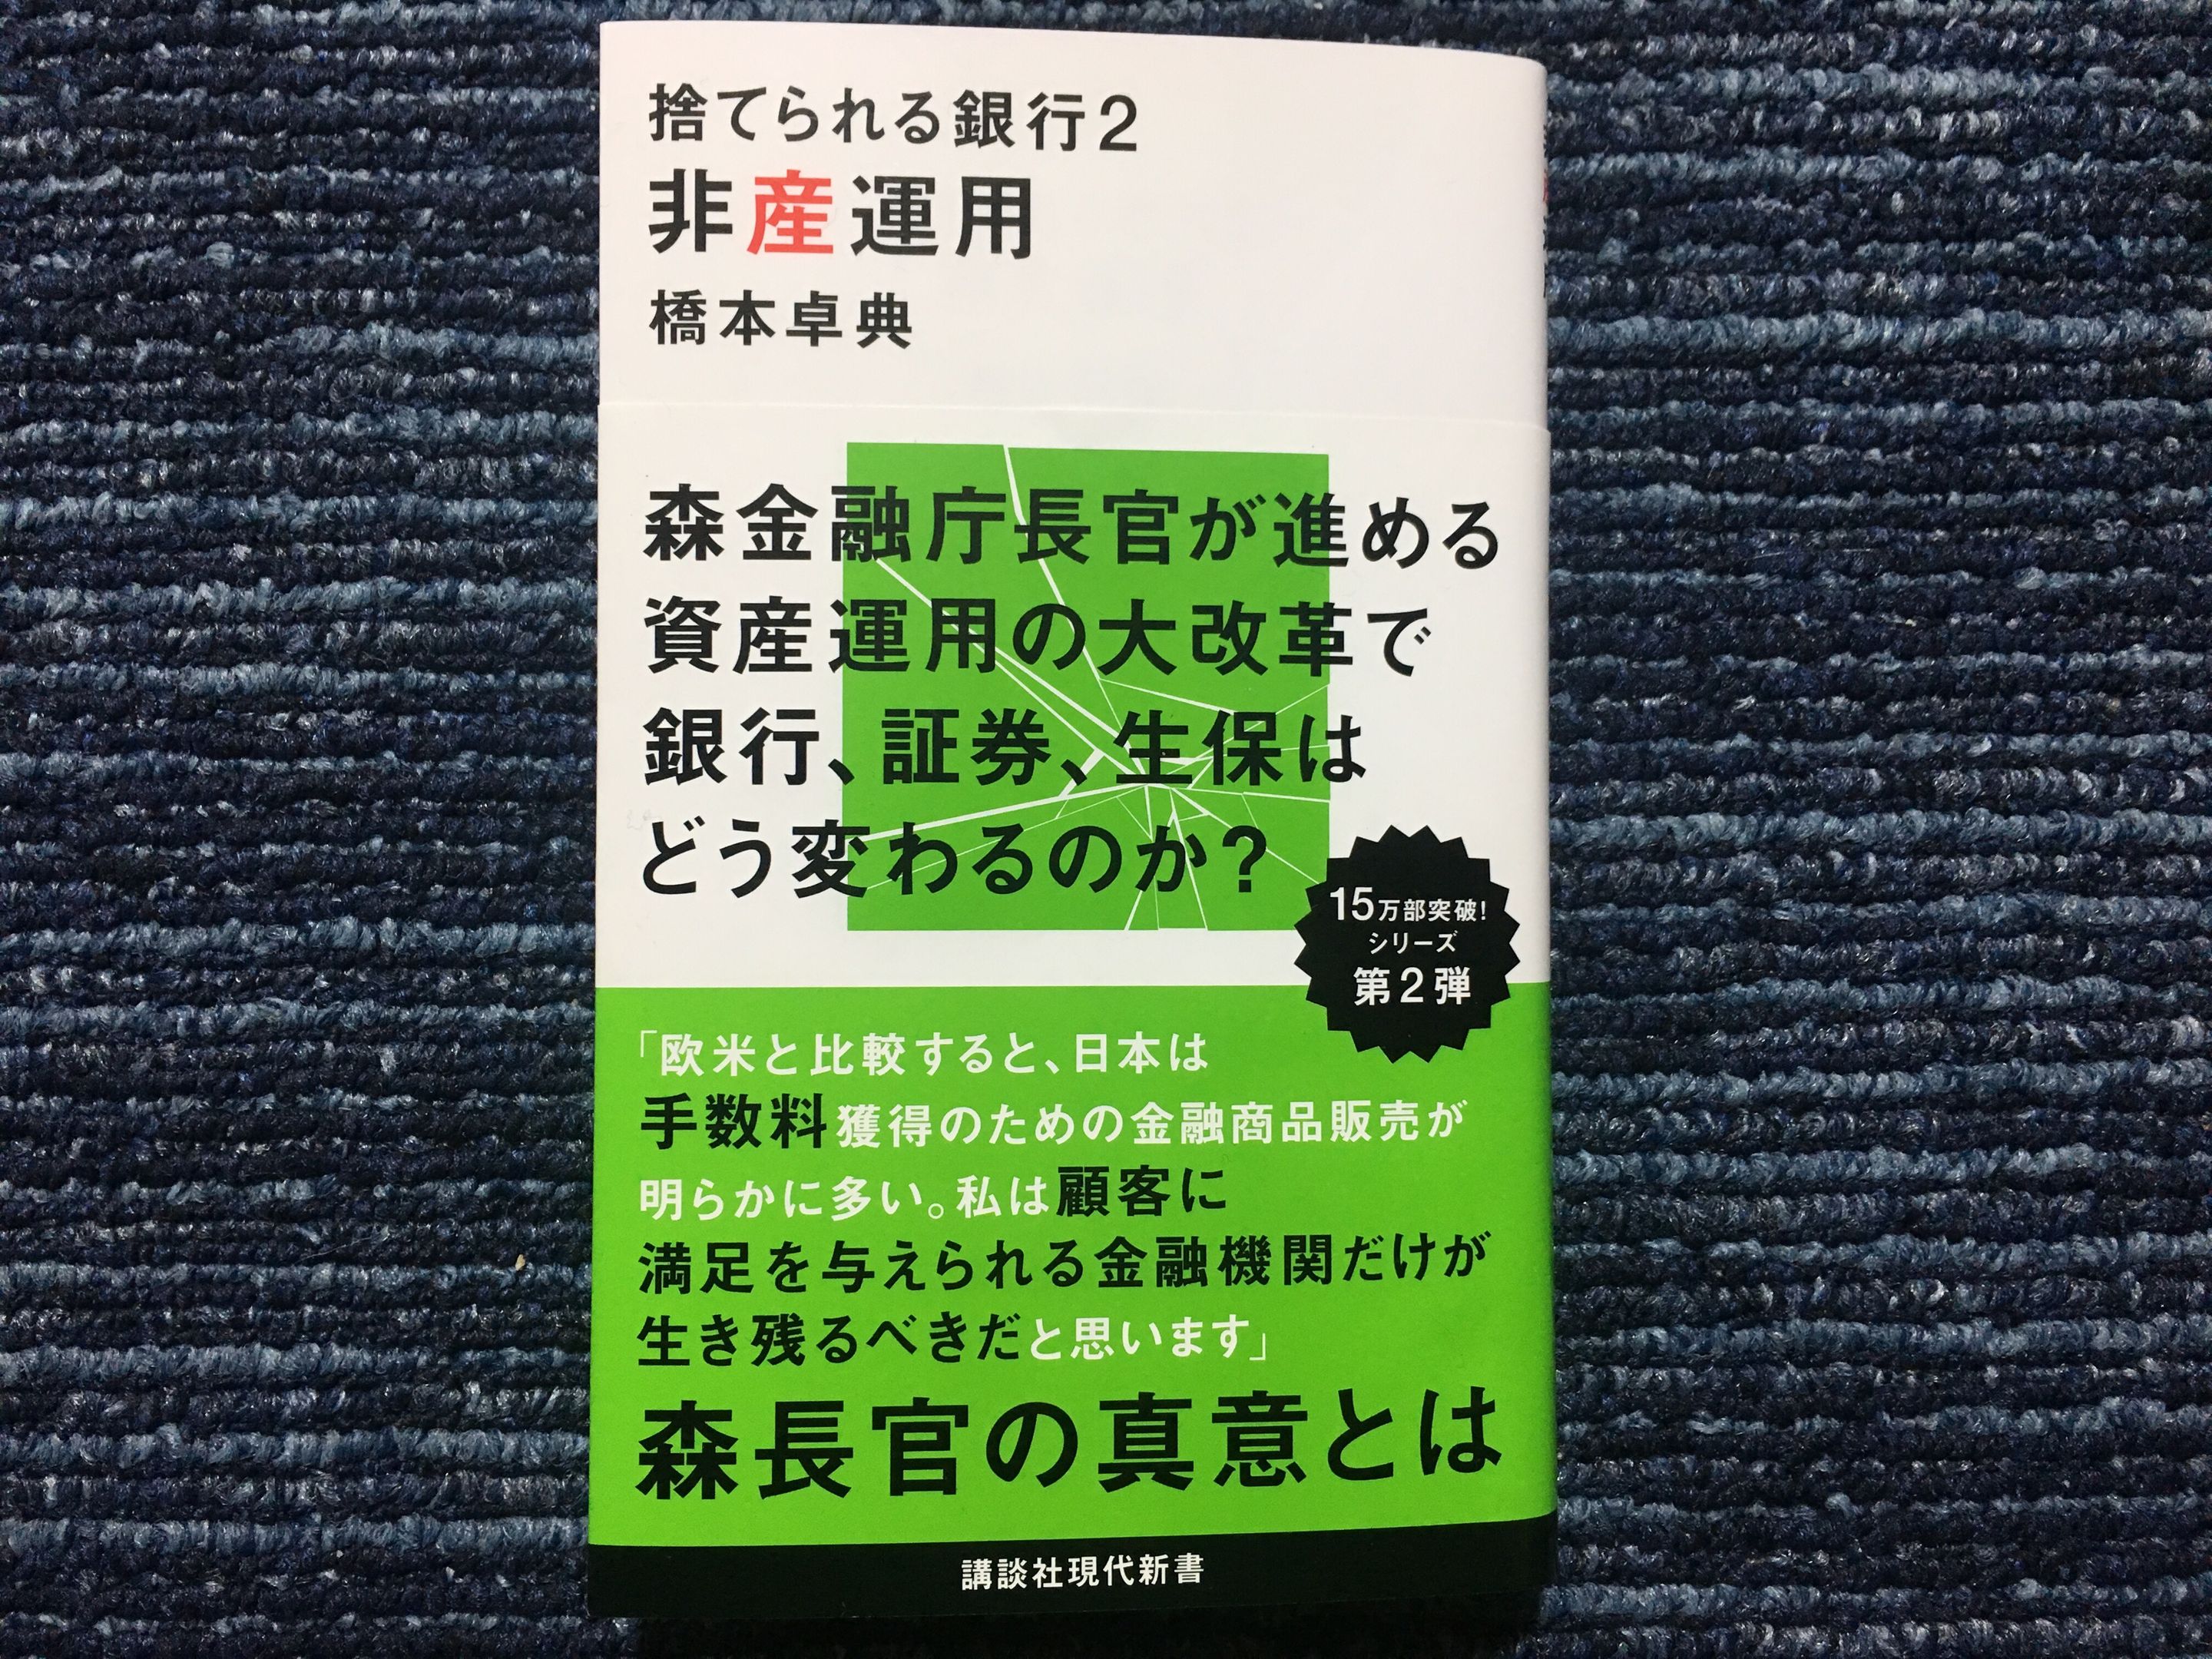 捨てられる銀行2
非産運用
橋本卓典
森金融庁長官が進める
資産運用の大改革で
銀行、証券、生保は
どう変わるのか?
15万部突破!
シリーズ
第2弾
「欧米と比較すると、日本は
手数料獲得のための金融商品販売が
明らかに多い。私は顧客に
満足を与えられる金融機関だけが
生き残るべきだと思います」
森長官の真意とは
講談社現代新書